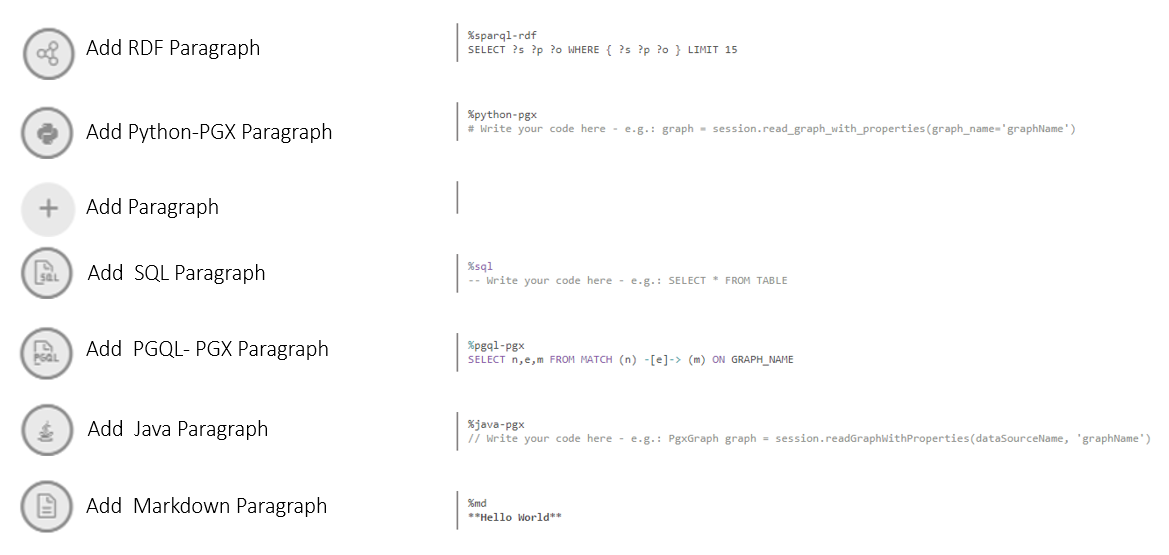 Add RDF Paragraph
%sparql-rdf
SELECT ?s ?p ?o WHERE { ?s ?p ?o } LIMIT 15
Add Python-PGX Paragraph
%python-pgx
# Write your code here - e.g.: graph = session.read_graph_with_properties(graph_name='graphName')
Add Paragraph
SQL
Add  SQL Paragraph
%sql
-- Write your code here - e.g.: SELECT * FROM TABLE
PGQL
Add  PGQL- PGX Paragraph
%pgql-pgx
SELECT n,e,m FROM MATCH (n) -[e]-> (m) ON GRAPH_NAME
Add  Java Paragraph
%java-pgx
// Write your code here - e.g.: PgxGraph graph = session.readGraphWithProperties(dataSourceName, 'graphName')
Add  Markdown Paragraph
%md
**Hello World**